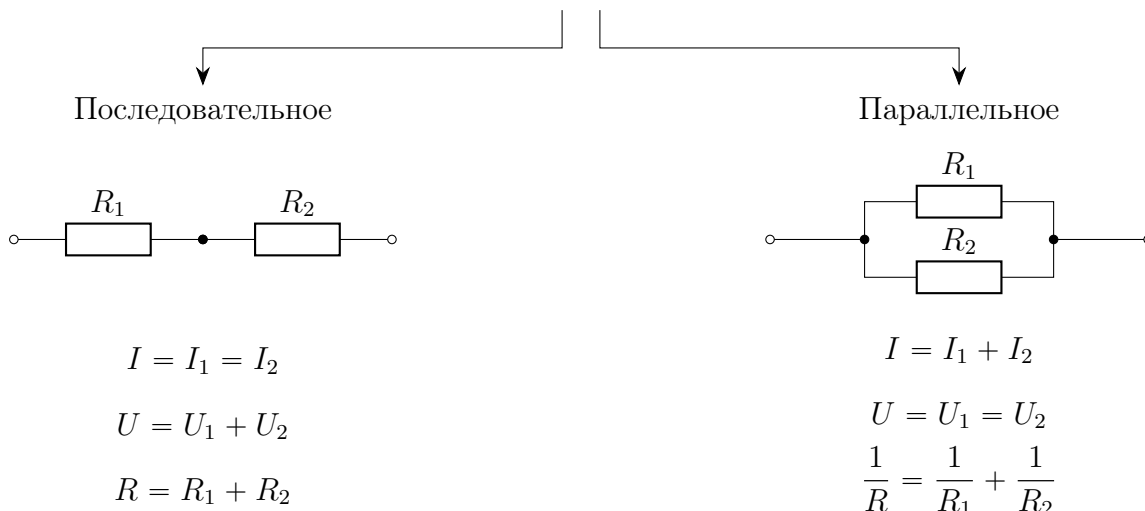 Последовательное
Параллельное
R₁ R₂
R₁
R₂
I = I₁ = I₂
U = U₁ + U₂
R = R₁ + R₂
I = I₁ + I₂
U = U₁ = U₂
1/R = 1/R₁ + 1/R₂